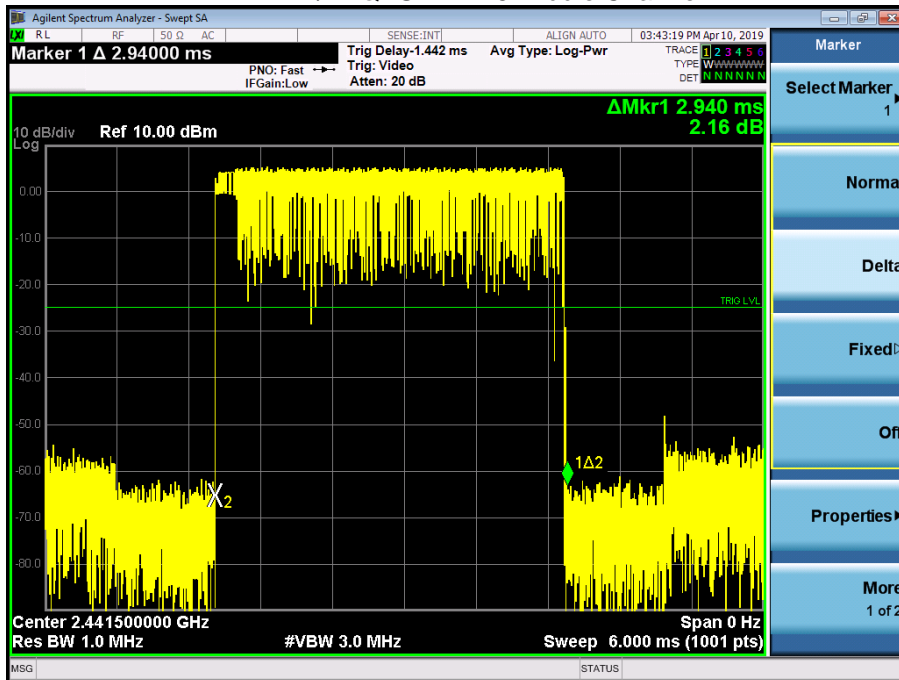 Agilent Spectrum Analyzer - Swept SA
LXI RL RF 50 Ω AC SENSE:INT ALIGN AUTO 03:43:19 PM Apr 10, 2019
Marker 1 Δ 2.94000 ms
PNO: Fast
IFGain:Low
Trig Delay-1.442 ms
Trig: Video
Atten: 20 dB
Avg Type: Log-Pwr
TRACE 1 2 3 4 5 6
TYPE WWWWWW
DET N N N N N N
ΔMkr1 2.940 ms
2.16 dB
10 dB/div Ref 10.00 dBm
Log
0.00
-10.0
-20.0
TRIG LVL
-30.0
-40.0
-50.0
-60.0
-70.0
-80.0
1Δ2
X2
Center 2.441500000 GHz Span 0 Hz
Res BW 1.0 MHz #VBW 3.0 MHz Sweep 6.000 ms (1001 pts)
MSG STATUS
Marker
Select Marker
1
Norma
Delta
Fixed
Off
Properties
More
1 of 2